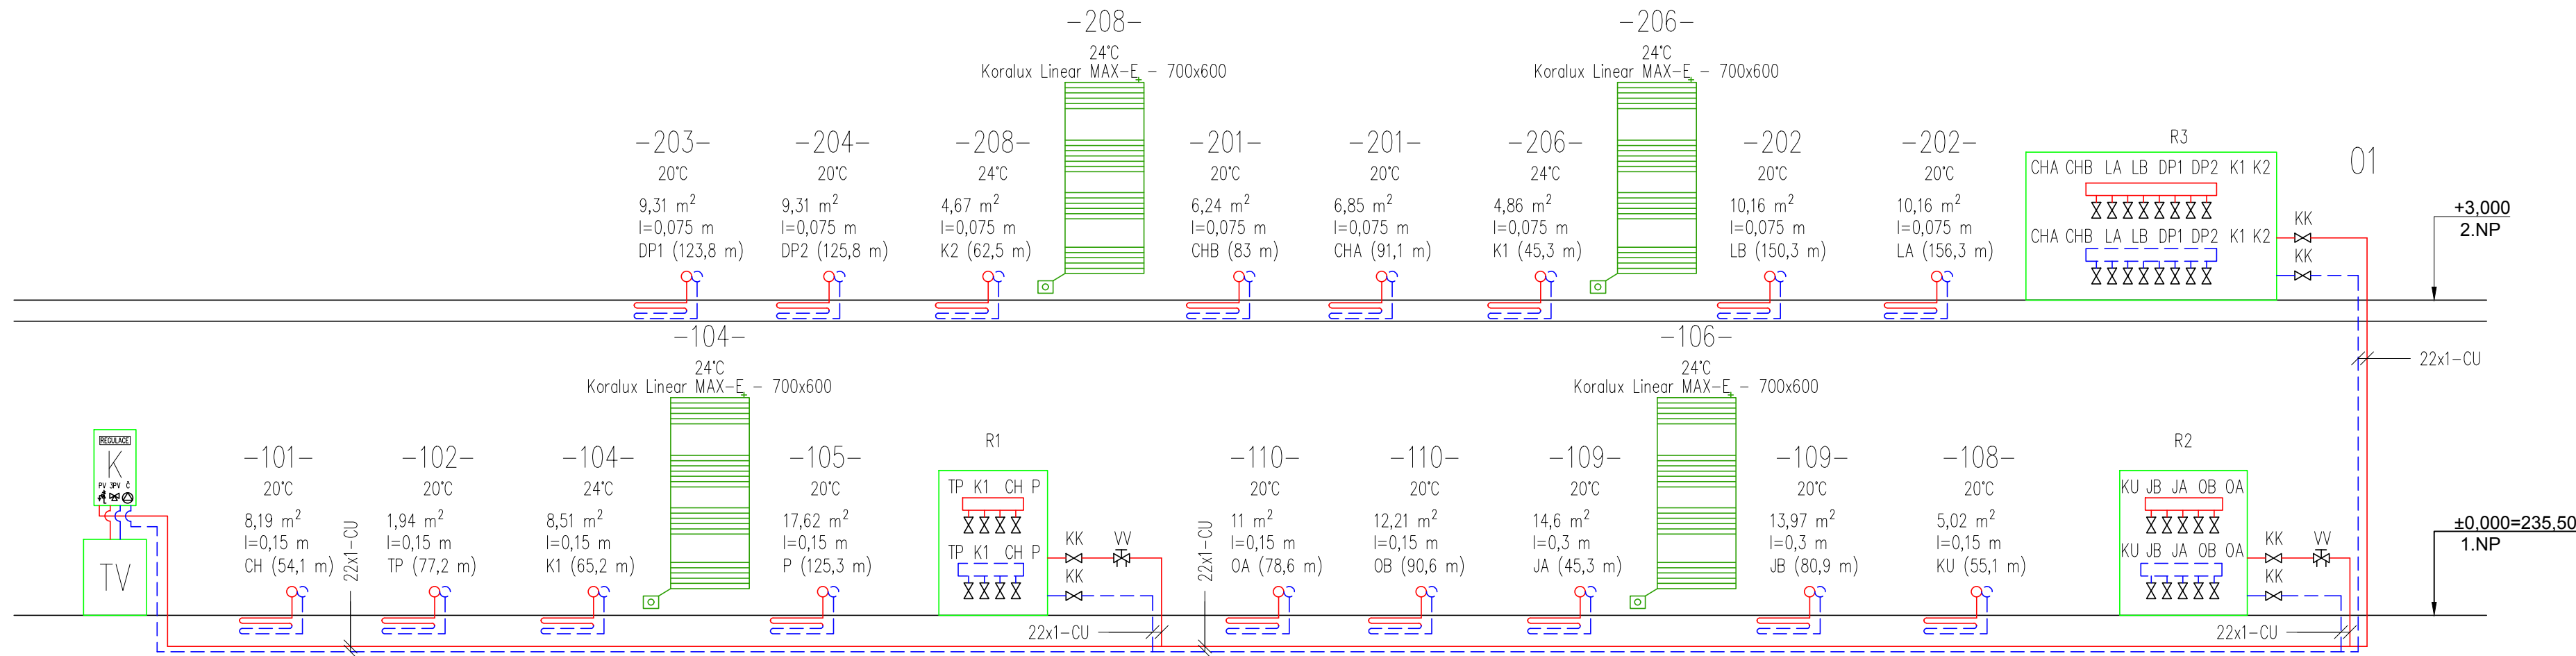 -208-
24°C
Koralux Linear MAX-E - 700x600
-206-
24°C
Koralux Linear MAX-E - 700x600
-203-
20°C
9,31 m²
l=0,075 m
DP1 (123,8 m)
-204-
20°C
9,31 m²
l=0,075 m
DP2 (125,8 m)
-208-
24°C
4,67 m²
l=0,075 m
K2 (62,5 m)
-201-
20°C
6,24 m²
l=0,075 m
CHB (83 m)
-201-
20°C
6,85 m²
l=0,075 m
CHA (91,1 m)
-206-
24°C
4,86 m²
l=0,075 m
K1 (45,3 m)
-202
20°C
10,16 m²
l=0,075 m
LB (150,3 m)
-202-
20°C
10,16 m²
l=0,075 m
LA (156,3 m)
R3
CHA CHB LA LB DP1 DP2 K1 K2
CHA CHB LA LB DP1 DP2 K1 K2
KK
KK
01
+3,000
2.NP
22x1-CU
-104-
24°C
Koralux Linear MAX-E - 700x600
-106-
24°C
Koralux Linear MAX-E - 700x600
REGULACE
K
PV 3PV Č
TV
-101-
20°C
8,19 m²
l=0,15 m
CH (54,1 m)
22x1-CU
-102-
20°C
1,94 m²
l=0,15 m
TP (77,2 m)
-104-
24°C
8,51 m²
l=0,15 m
K1 (65,2 m)
-105-
20°C
17,62 m²
l=0,15 m
P (125,3 m)
R1
TP K1 CH P
TP K1 CH P
KK
VV
KK
22x1-CU
22x1-CU
-110-
20°C
11 m²
l=0,15 m
OA (78,6 m)
-110-
20°C
12,21 m²
l=0,15 m
OB (90,6 m)
-109-
20°C
14,6 m²
l=0,3 m
JA (45,3 m)
-109-
20°C
13,97 m²
l=0,3 m
JB (80,9 m)
-108-
20°C
5,02 m²
l=0,15 m
KU (55,1 m)
R2
KU JB JA OB OA
KU JB JA OB OA
KK
VV
KK
22x1-CU
±0,000=235,50
1.NP